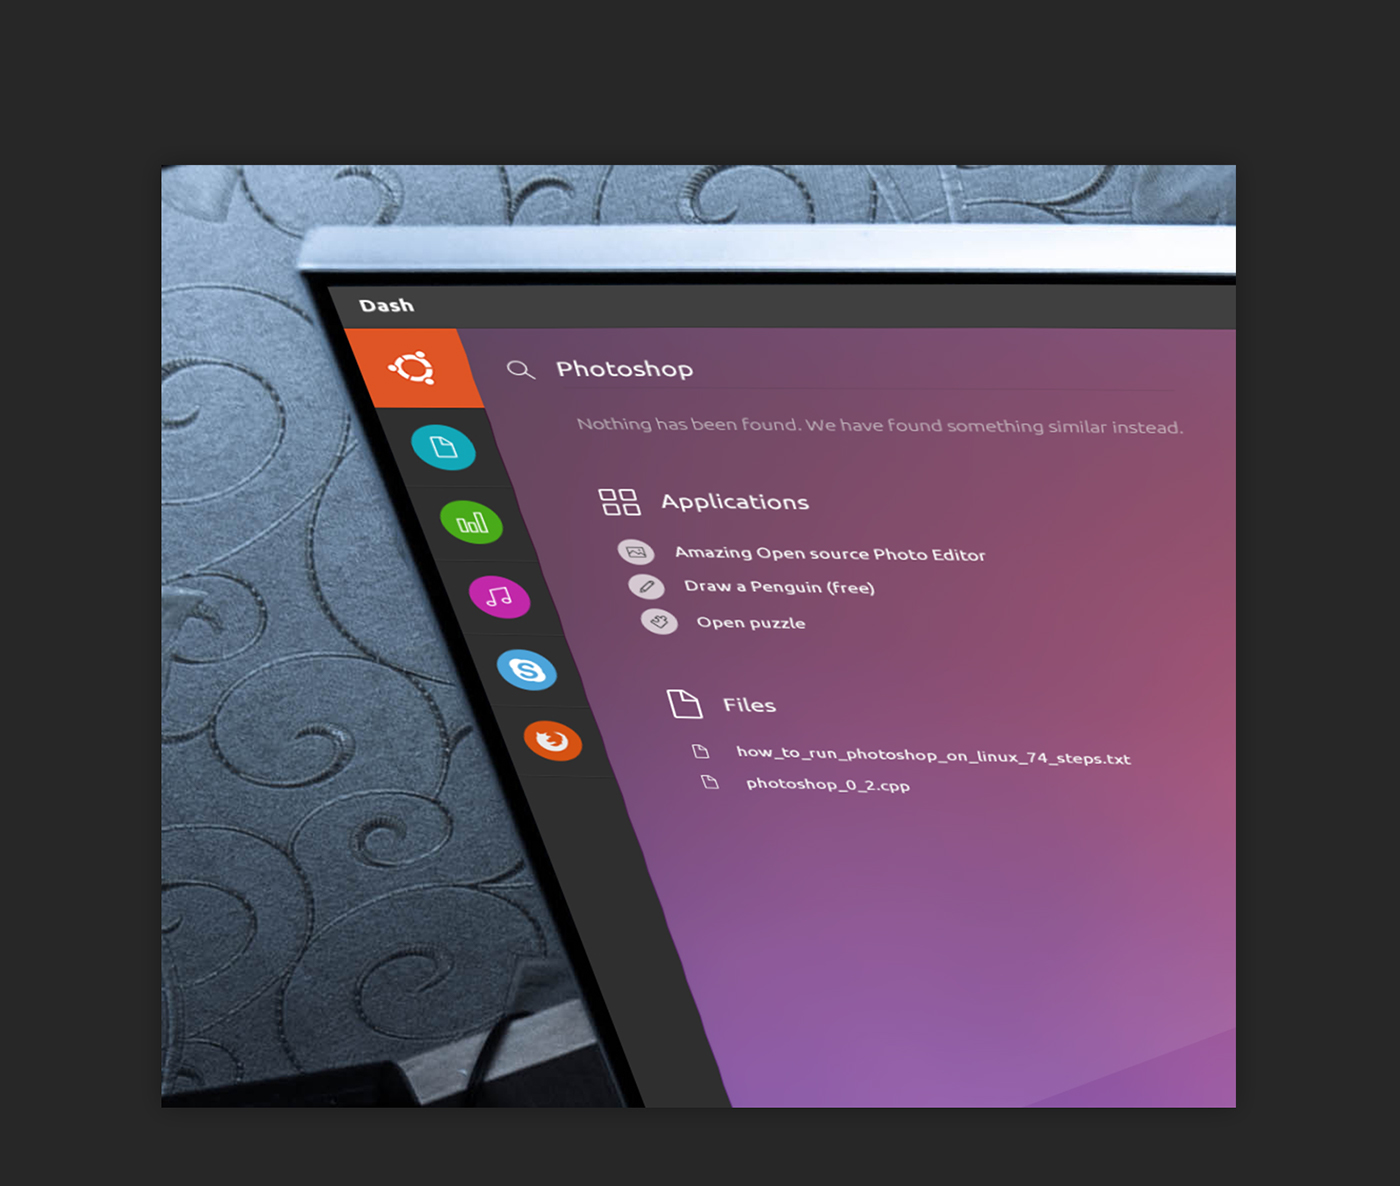 Dash
Photoshop
Nothing has been found. We have found something similar instead.
Applications
Amazing Open source Photo Editor
Draw a Penguin (free)
Open puzzle
Files
how_to_run_photoshop_on_linux_74_steps.txt
photoshop_0_2.cpp